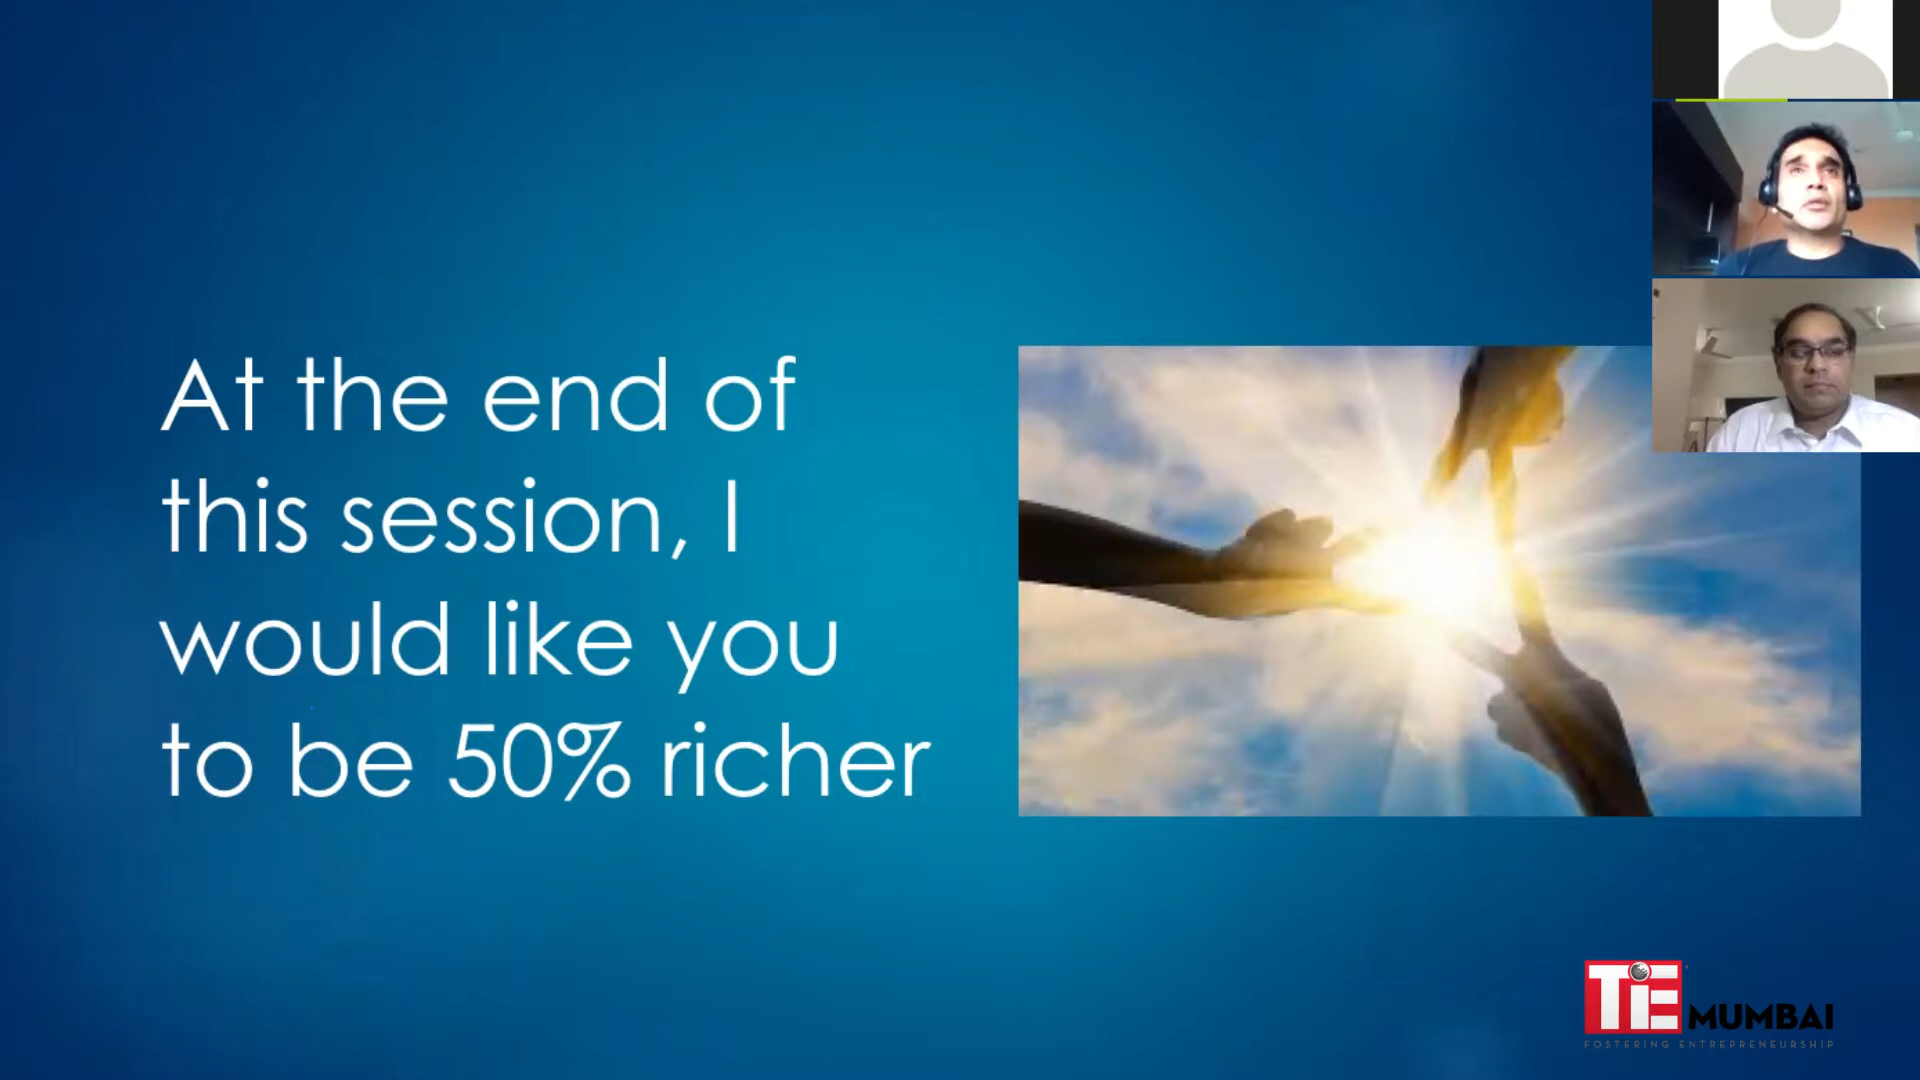 At the end of
this session, I
would like you
to be 50% richer
TiE MUMBAI
FOSTERING ENTREPRENEURSHIP